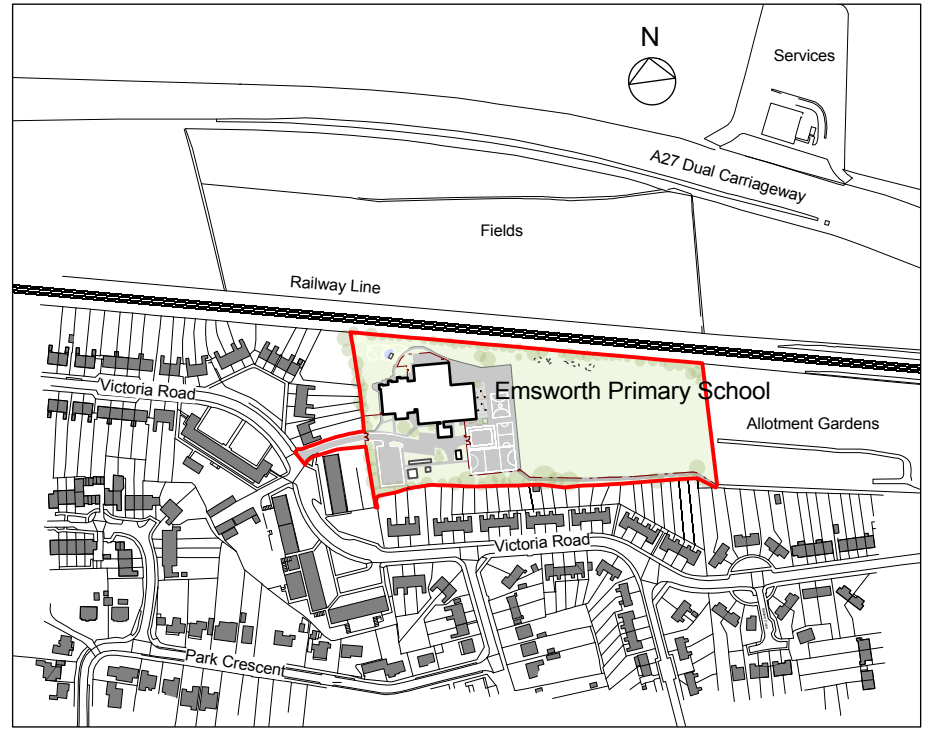 N
Services
A27 Dual Carriageway
Fields
Railway Line
Victoria Road
Emsworth Primary School
Allotment Gardens
Victoria Road
Park Crescent